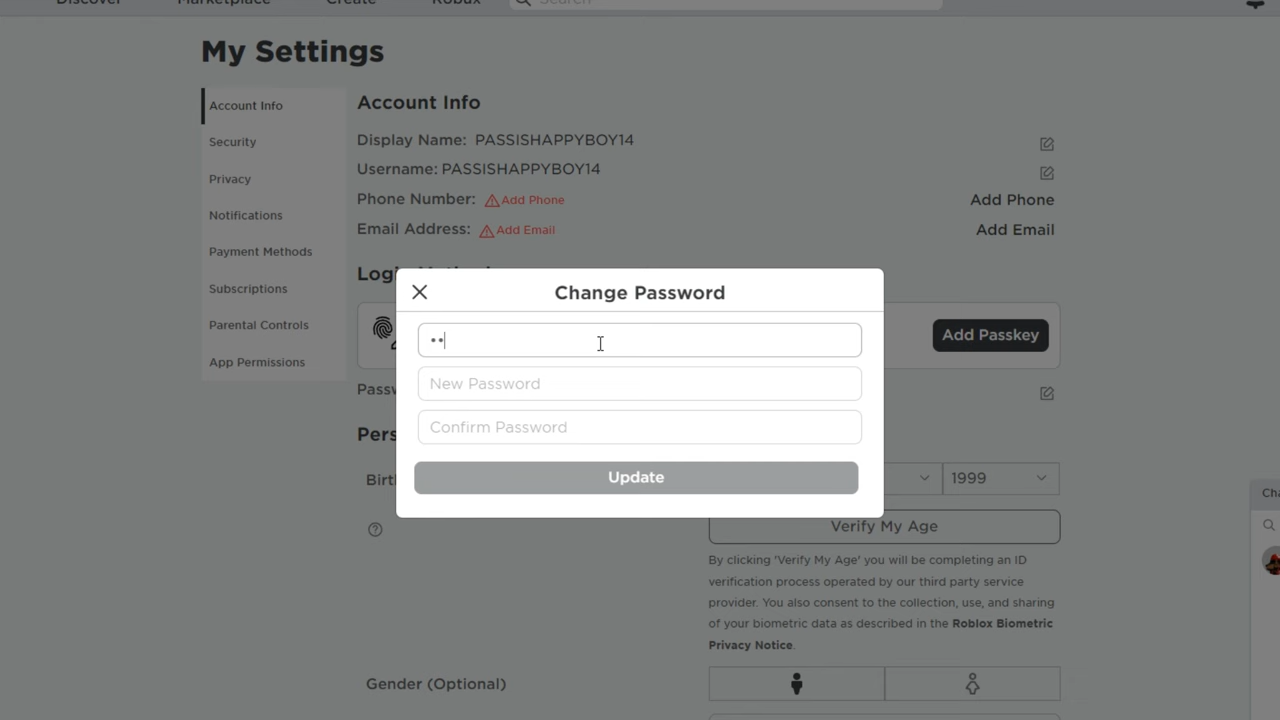 Discover Marketplace Create Robux Search
My Settings
Account Info
Security
Privacy
Notifications
Payment Methods
Subscriptions
Parental Controls
App Permissions
Account Info
Display Name: PASSISHAPPYBOY14
Username: PASSISHAPPYBOY14
Phone Number: Add Phone Add Phone
Email Address: Add Email Add Email
Add Passkey
Change Password
••
New Password
Confirm Password
Update
1999
Verify My Age
By clicking 'Verify My Age' you will be completing an ID
verification process operated by our third party service
provider. You also consent to the collection, use, and sharing
of your biometric data as described in the Roblox Biometric
Privacy Notice.
Gender (Optional)